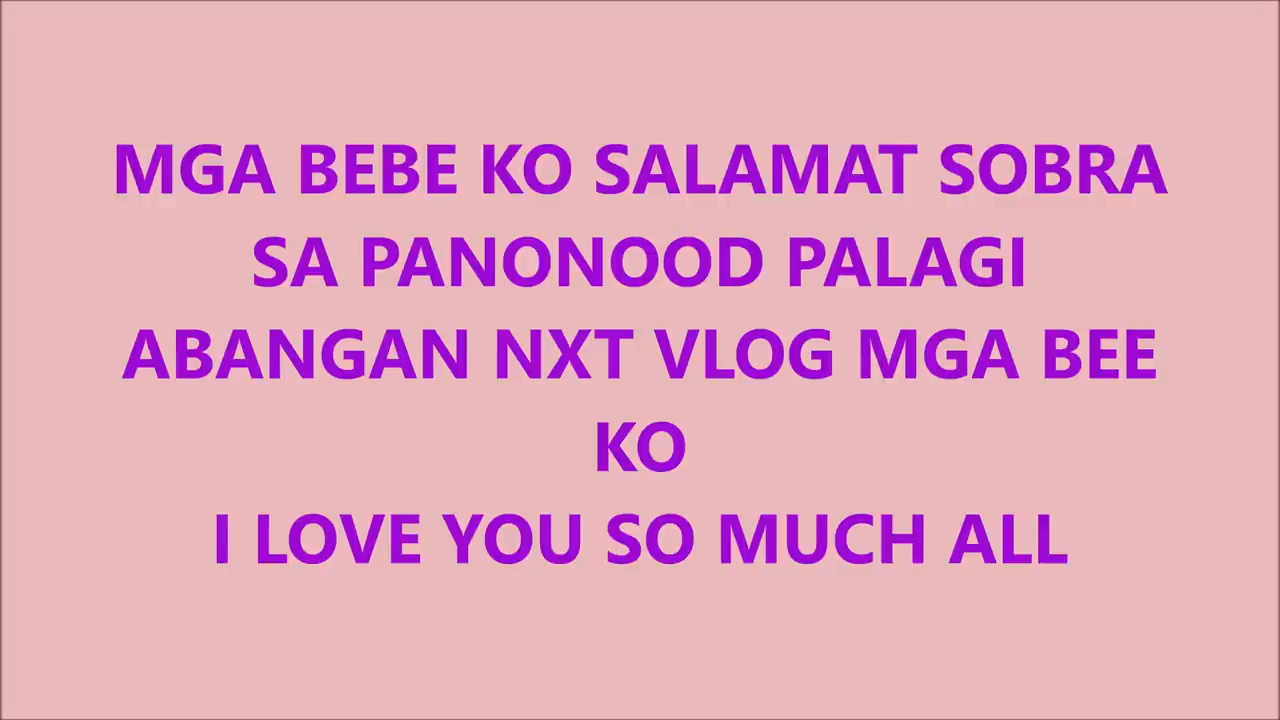 MGA BEBE KO SALAMAT SOBRA
SA PANONOOD PALAGI
ABANGAN NXT VLOG MGA BEE
KO
I LOVE YOU SO MUCH ALL